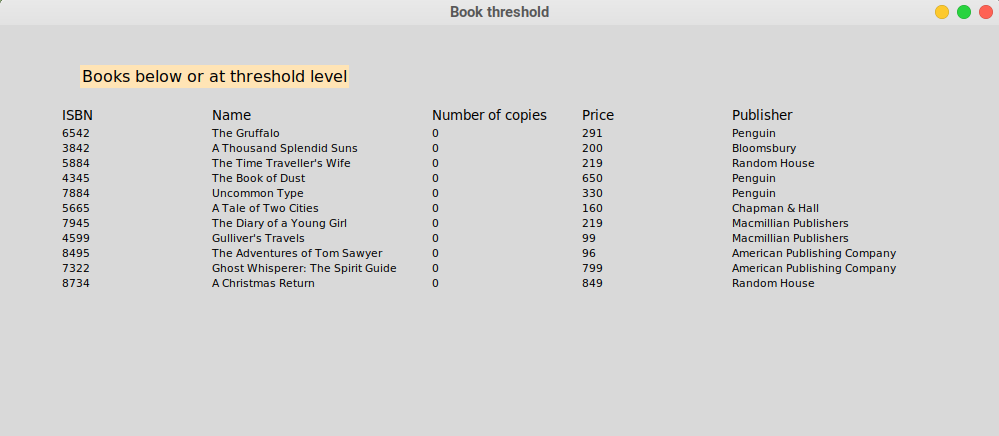 Book threshold
Books below or at threshold level
ISBN Name Number of copies Price Publisher
6542 The Gruffalo 0 291 Penguin
3842 A Thousand Splendid Suns 0 200 Bloomsbury
5884 The Time Traveller's Wife 0 219 Random House
4345 The Book of Dust 0 650 Penguin
7884 Uncommon Type 0 330 Penguin
5665 A Tale of Two Cities 0 160 Chapman & Hall
7945 The Diary of a Young Girl 0 219 Macmillian Publishers
4599 Gulliver's Travels 0 99 Macmillian Publishers
8495 The Adventures of Tom Sawyer 0 96 American Publishing Company
7322 Ghost Whisperer: The Spirit Guide 0 799 American Publishing Company
8734 A Christmas Return 0 849 Random House